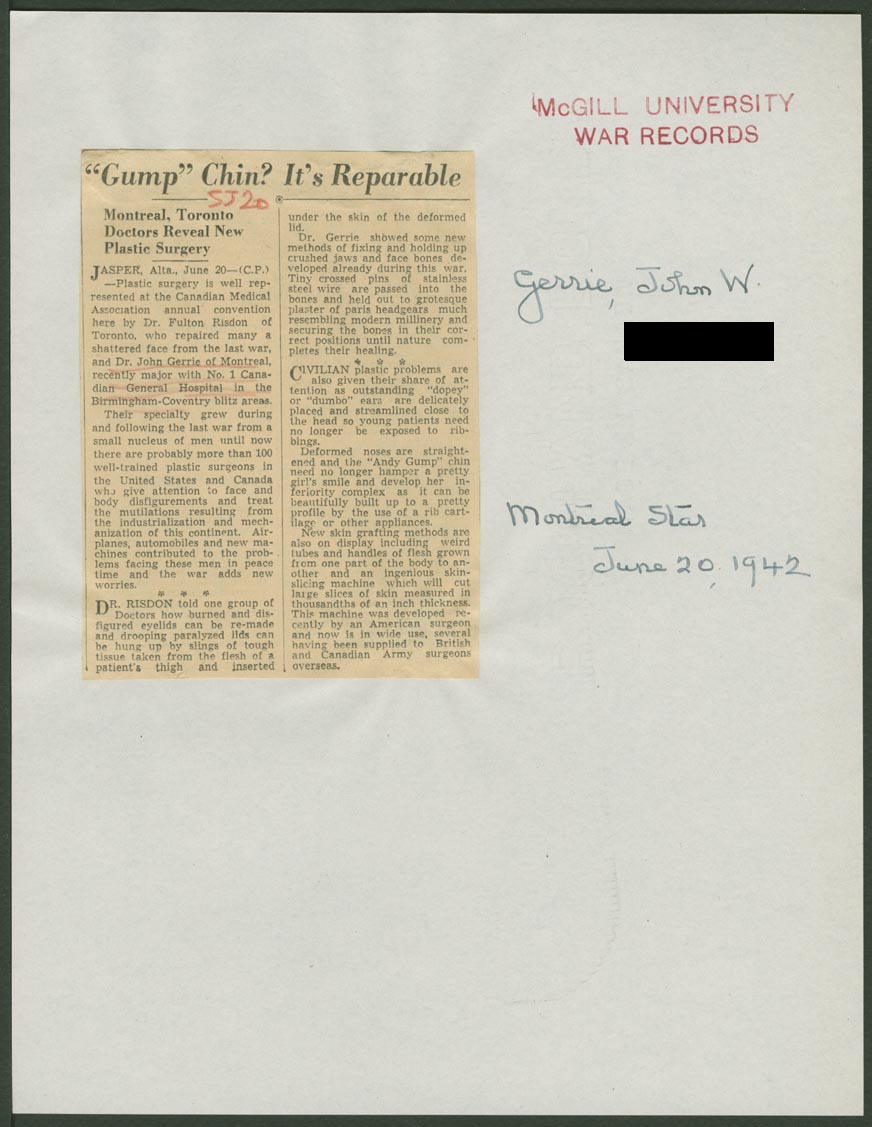 McGILL UNIVERSITY
WAR RECORDS
"Gump" Chin? It's Reparable
SJ20
Montreal, Toronto
Doctors Reveal New
Plastic Surgery
JASPER, Alta., June 20—(C.P.)
—Plastic surgery is well rep-
resented at the Canadian Medical
Association annual convention
here by Dr. Fulton Risdon of
Toronto, who repaired many a
shattered face from the last war,
and Dr. John Gerrie of Montreal,
recently major with No. 1 Cana-
dian General Hospital in the
Birmingham-Coventry blitz areas.
Their specialty grew during
and following the last war from a
small nucleus of men until now
there are probably more than 100
well-trained plastic surgeons in
the United States and Canada
who give attention to face and
body disfigurements and treat
the mutilations resulting from
the industrialization and mech-
anization of this continent. Air-
planes, automobiles and new ma-
chines contributed to the prob-
lems facing these men in peace
time and the war adds new
worries.
* * *
DR. RISDON told one group of
Doctors how burned and dis-
figured eyelids can be re-made
and drooping paralyzed lids can
be hung up by slings of tough
tissue taken from the flesh of a
patient's thigh and inserted
under the skin of the deformed
lid.
Dr. Gerrie showed some new
methods of fixing and holding up
crushed jaws and face bones de-
veloped already during this war.
Tiny crossed pins of stainless
steel wire are passed into the
bones and held out to grotesque
plaster of paris headgears much
resembling modern millinery and
securing the bones in their cor-
rect positions until nature com-
pletes their healing.
* * *
CIVILIAN plastic problems are
also given their share of at-
tention as outstanding "dopey"
or "dumbo" ears are delicately
placed and streamlined close to
the head so young patients need
no longer be exposed to rib-
bings.
Deformed noses are straight-
ened and the "Andy Gump" chin
need no longer hamper a pretty
girl's smile and develop her in-
feriority complex as it can be
beautifully built up to a pretty
profile by the use of a rib cart-
ilage or other appliances.
New skin grafting methods are
also on display including weird
tubes and handles of flesh grown
from one part of the body to an-
other and an ingenious skin-
slicing machine which will cut
large slices of skin measured in
thousandths of an inch thickness.
This machine was developed re-
cently by an American surgeon
and now is in wide use, several
having been supplied to British
and Canadian Army surgeons
overseas.
Gerrie, John W.
Montreal Star
June 20, 1942